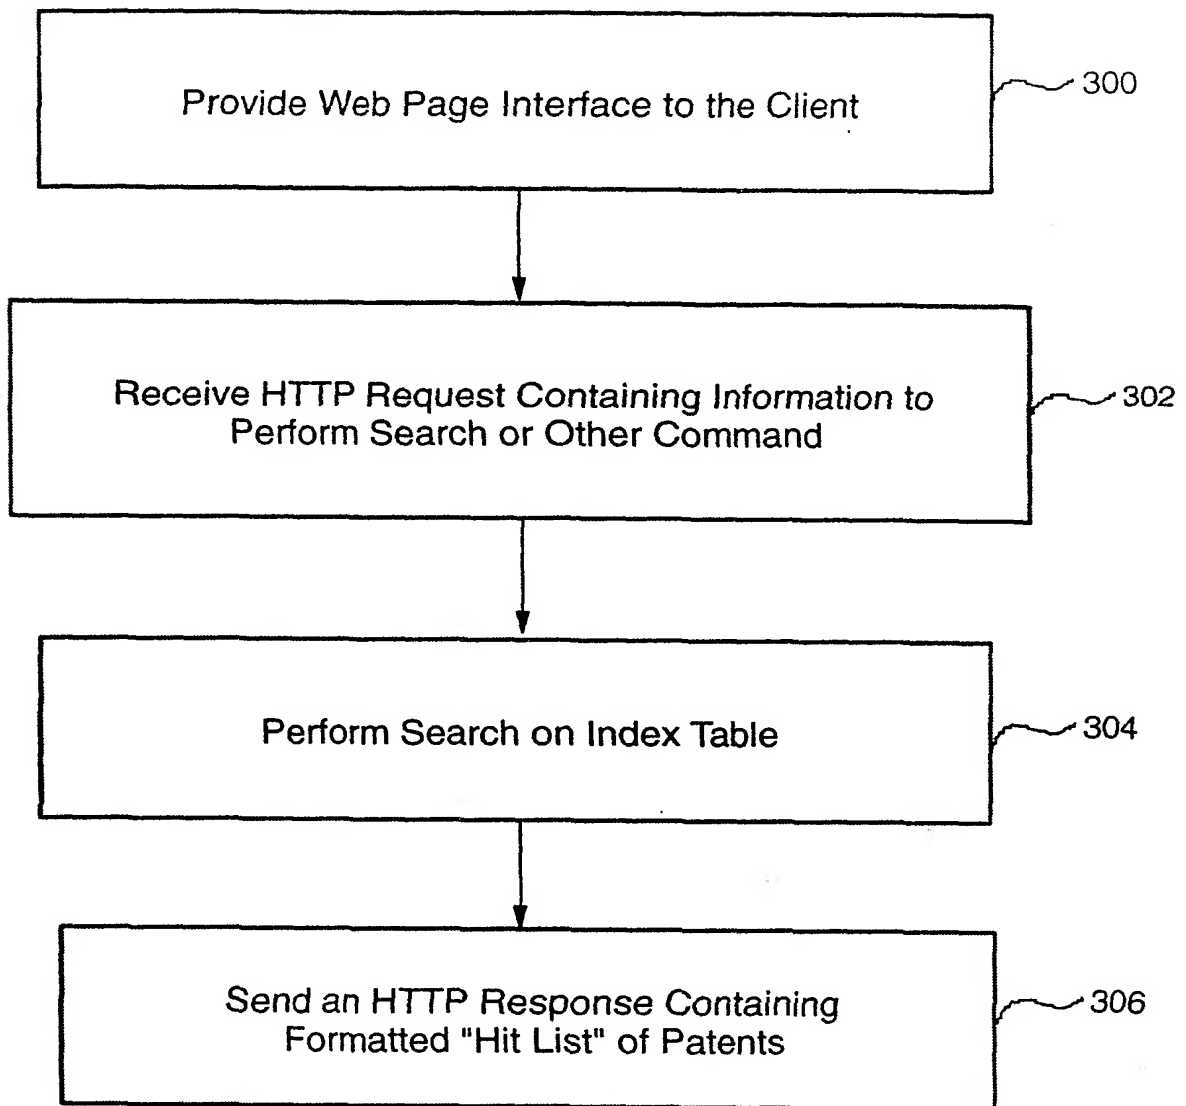 Provide Web Page Interface to the Client
300
Receive HTTP Request Containing Information to
Perform Search or Other Command
302
Perform Search on Index Table
304
Send an HTTP Response Containing
Formatted "Hit List" of Patents
306